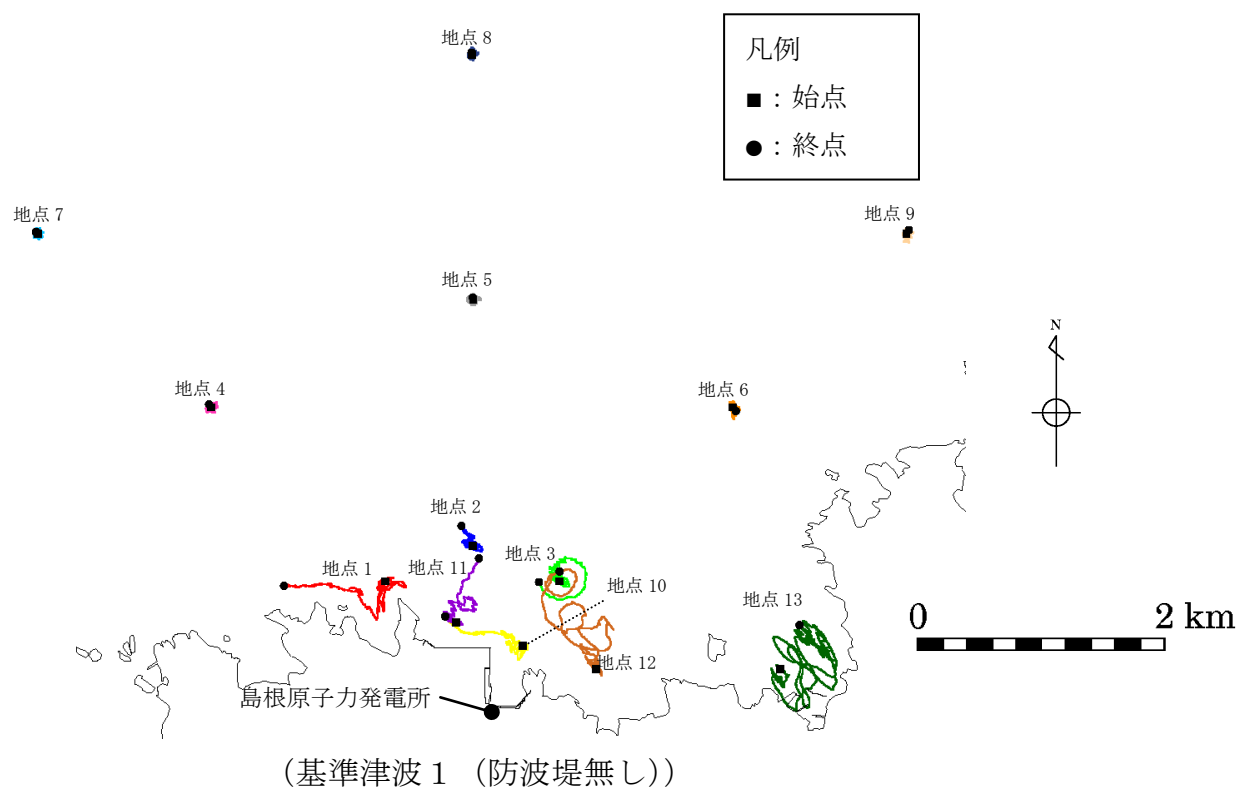 地点 8
凡例
■：始点
●：終点
地点 7
地点 9
地点 5
地点 4
地点 6
N
地点 2
地点 1
地点 11
地点 3
地点 10
地点 13
0
2 km
地点 12
島根原子力発電所
（基準津波１（防波堤無し））